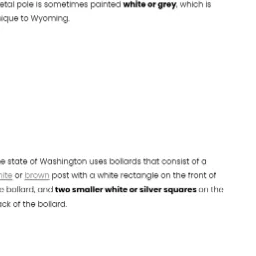 etal pole is sometimes painted white or grey, which is
ique to Wyoming.
e state of Washington uses bollards that consist of a
ite or brown post with a white rectangle on the front of
e bollard, and two smaller white or silver squares on the
ck of the bollard.